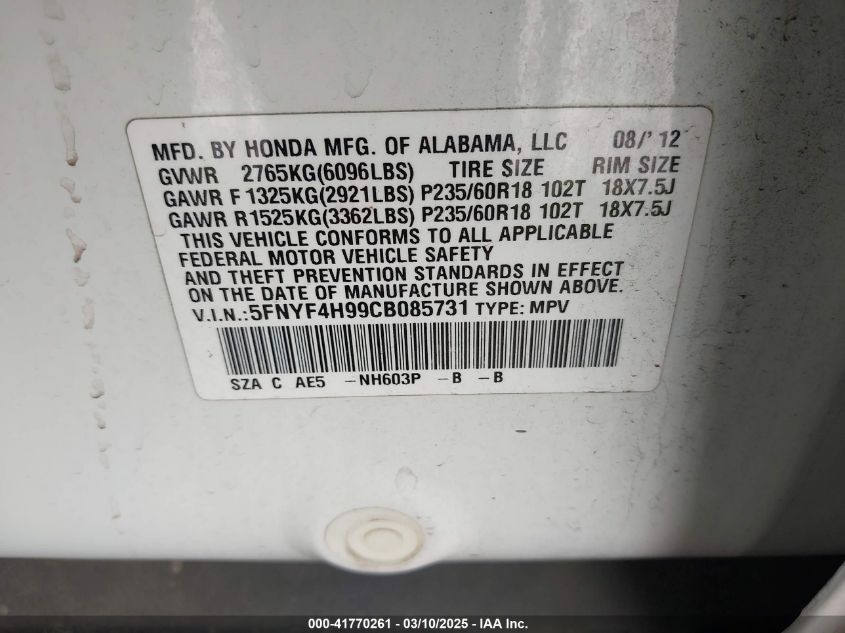 MFD. BY HONDA MFG. OF ALABAMA, LLC 08/' 12
GVWR 2765KG(6096LBS) TIRE SIZE RIM SIZE
GAWR F 1325KG(2921LBS) P235/60R18 102T 18X7.5J
GAWR R1525KG(3362LBS) P235/60R18 102T 18X7.5J
THIS VEHICLE CONFORMS TO ALL APPLICABLE
FEDERAL MOTOR VEHICLE SAFETY
AND THEFT PREVENTION STANDARDS IN EFFECT
ON THE DATE OF MANUFACTURE SHOWN ABOVE.
V.I.N.:5FNYF4H99CB085731 TYPE: MPV
SZA C AE5 -NH603P -B -B
000-41770261 - 03/10/2025 - IAA Inc.